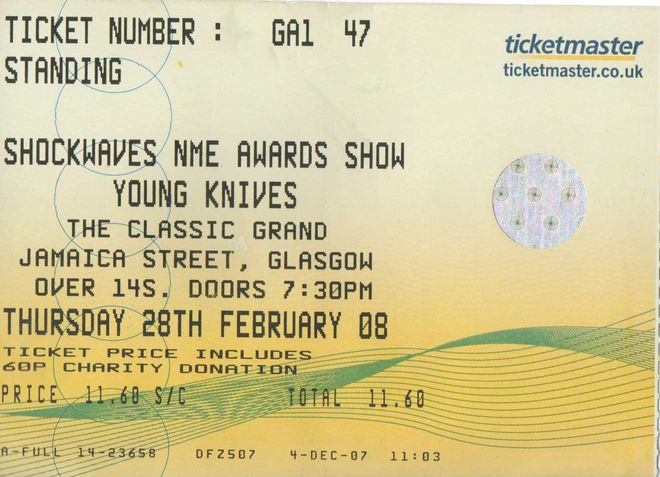 TICKET NUMBER : GA1 47
STANDING
ticketmaster
ticketmaster.co.uk
SHOCKWAVES NME AWARDS SHOW
YOUNG KNIVES
THE CLASSIC GRAND
JAMAICA STREET, GLASGOW
OVER 14S. DOORS 7:30PM
THURSDAY 28TH FEBRUARY 08
TICKET PRICE INCLUDES
60P CHARITY DONATION
PRICE 11.60 S/C TOTAL 11.60
A-FULL 14-23658 DFZ507 4-DEC-07 11:03